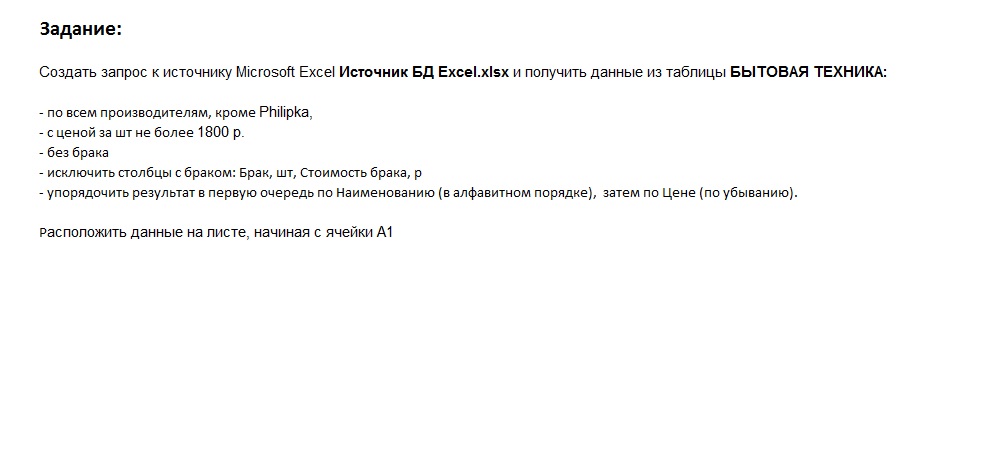 Задание:
Создать запрос к источнику Microsoft Excel Источник БД Excel.xlsx и получить данные из таблицы БЫТОВАЯ ТЕХНИКА:
- по всем производителям, кроме Philipka,
- с ценой за шт не более 1800 р.
- без брака
- исключить столбцы с браком: Брак, шт, Стоимость брака, р
- упорядочить результат в первую очередь по Наименованию (в алфавитном порядке), затем по Цене (по убыванию).
Расположить данные на листе, начиная с ячейки А1